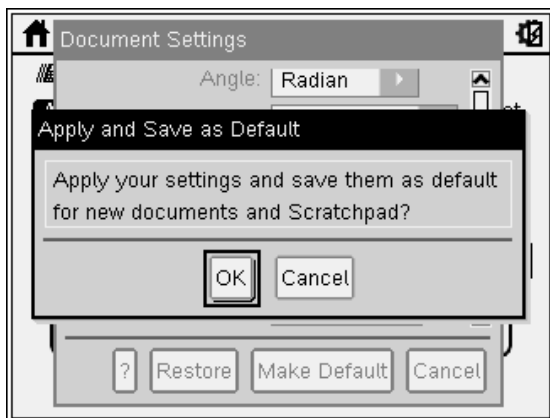 Document Settings
Angle: Radian
Apply and Save as Default
Apply your settings and save them as default
for new documents and Scratchpad?
OK Cancel
? Restore Make Default Cancel